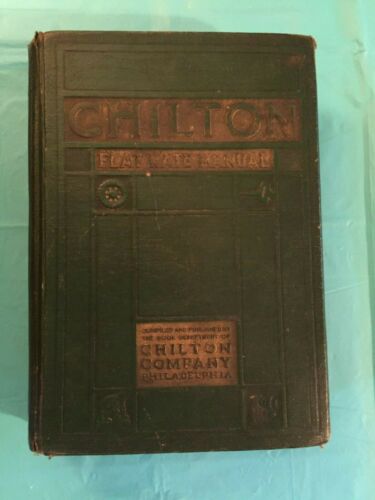 CHILTON
FLAT RATE MANUAL
COMPILED AND PUBLISHED BY
THE BOOK DEPARTMENT OF
CHILTON
COMPANY
PHILADELPHIA